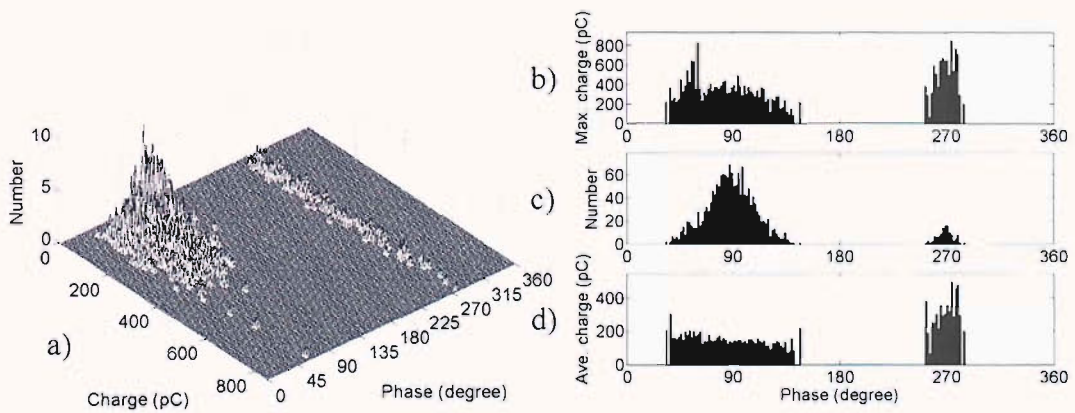 10
5
0
Number
0
200
400
600
800
Charge (pC)
0
45
90
135
180
225
270
315
360
Phase (degree)
a)
b)
Max. charge (pC)
800
600
400
200
0
0 90 180 270 360
c)
Number
60
40
20
0
0 90 180 270 360
d)
Ave. charge (pC)
400
200
0
0 90 180 270 360
Phase (degree)